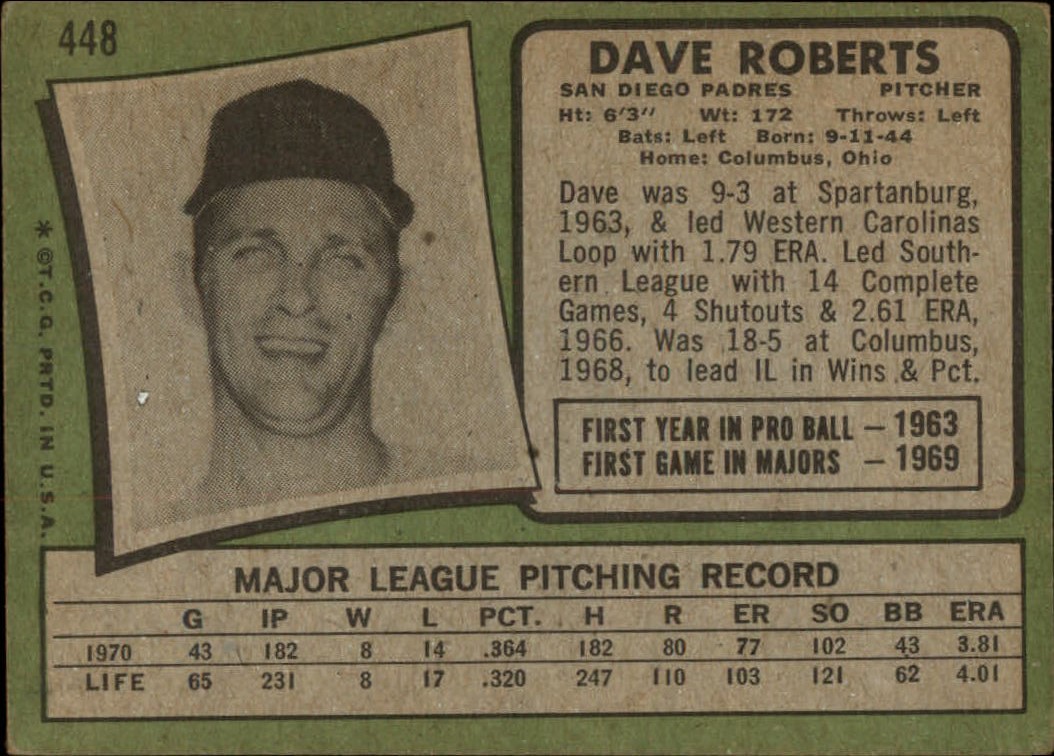 448
DAVE ROBERTS
SAN DIEGO PADRES PITCHER
Ht: 6'3" Wt: 172 Throws: Left
Bats: Left Born: 9-11-44
Home: Columbus, Ohio
Dave was 9-3 at Spartanburg,
1963, & led Western Carolinas
Loop with 1.79 ERA. Led South-
ern League with 14 Complete
Games, 4 Shutouts & 2.61 ERA,
1966. Was 18-5 at Columbus,
1968, to lead IL in Wins & Pct.
FIRST YEAR IN PRO BALL — 1963
FIRST GAME IN MAJORS — 1969
* ©T.C.G. PRTD. IN U.S.A.
MAJOR LEAGUE PITCHING RECORD
G IP W L PCT. H R ER SO BB ERA
1970 43 182 8 14 .364 182 80 77 102 43 3.81
LIFE 65 231 8 17 .320 247 110 103 121 62 4.01